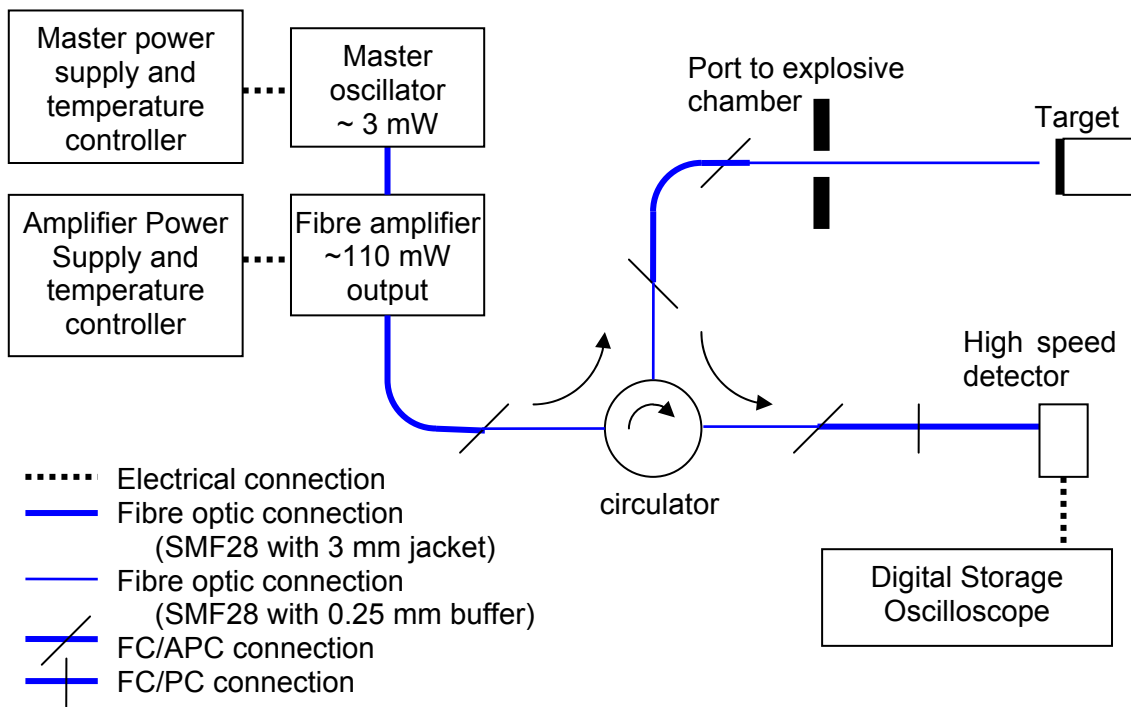 Master power
supply and
temperature
controller
Master
oscillator
~ 3 mW
Port to explosive
chamber
Target
Amplifier Power
Supply and
temperature
controller
Fibre amplifier
~110 mW
output
High speed
detector
circulator
Electrical connection
Fibre optic connection
(SMF28 with 3 mm jacket)
Fibre optic connection
(SMF28 with 0.25 mm buffer)
FC/APC connection
FC/PC connection
Digital Storage
Oscilloscope